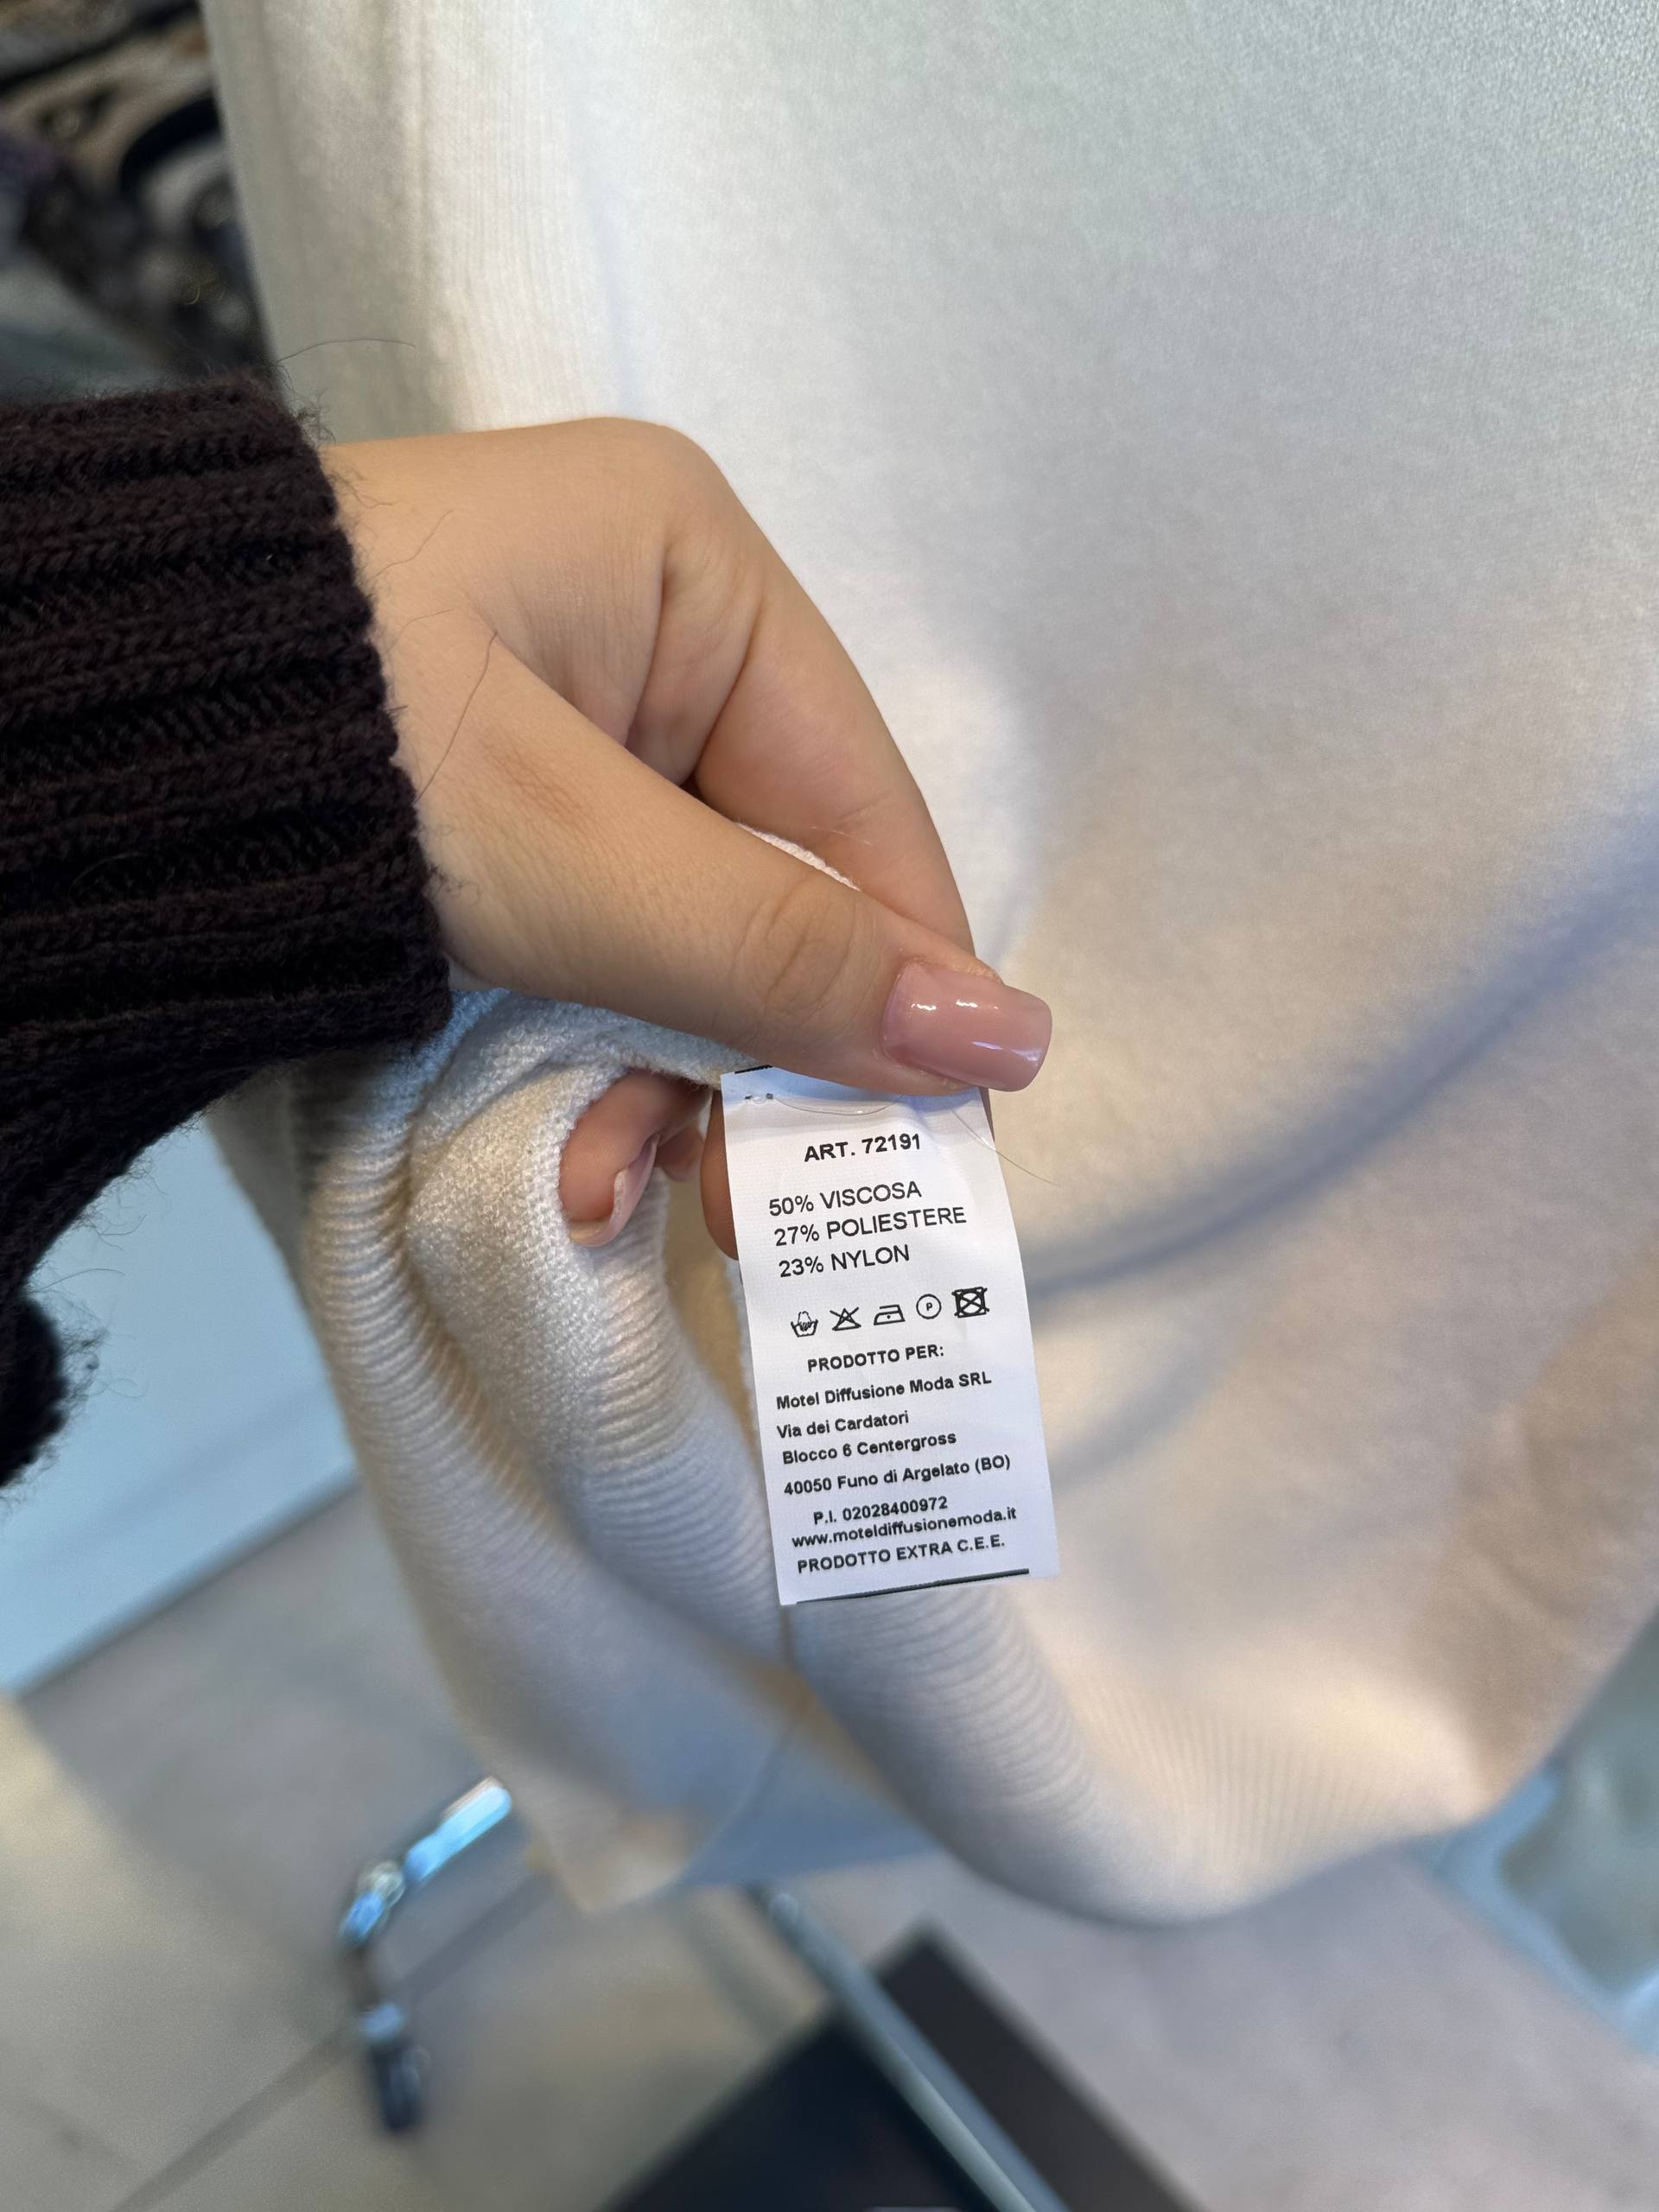 ART. 72191
50% VISCOSA
27% POLIESTERE
23% NYLON
P
PRODOTTO PER:
Motel Diffusione Moda SRL
Via dei Cardatori
Blocco 6 Centergross
40050 Funo di Argelato (BO)
P.I. 02028400972
www.moteldiffusionemoda.it
PRODOTTO EXTRA C.E.E.